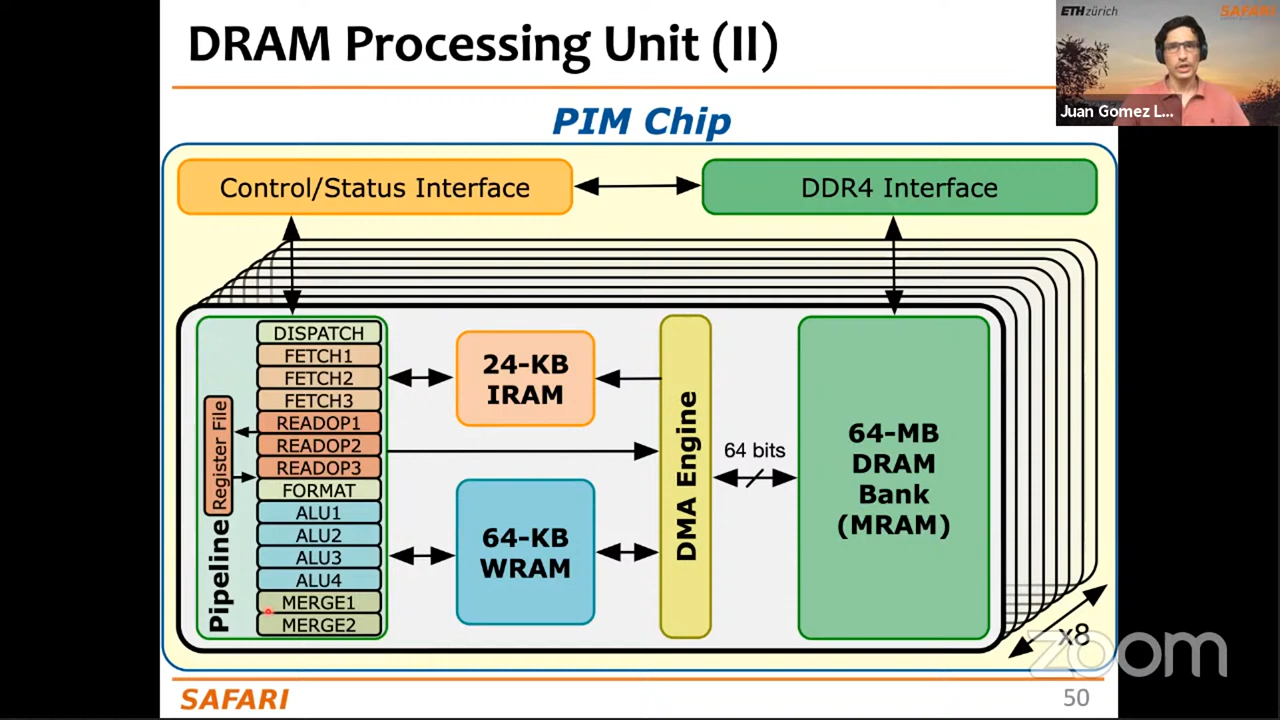 DRAM Processing Unit (II)
ETH zürich
SAFARI
Juan Gomez L...
PIM Chip
Control/Status Interface
DDR4 Interface
DISPATCH
FETCH1
FETCH2
FETCH3
READOP1
READOP2
READOP3
FORMAT
ALU1
ALU2
ALU3
ALU4
MERGE1
MERGE2
Register File
Pipeline
24-KB
IRAM
64-KB
WRAM
DMA Engine
64 bits
64-MB
DRAM
Bank
(MRAM)
x8
zoom
SAFARI
50